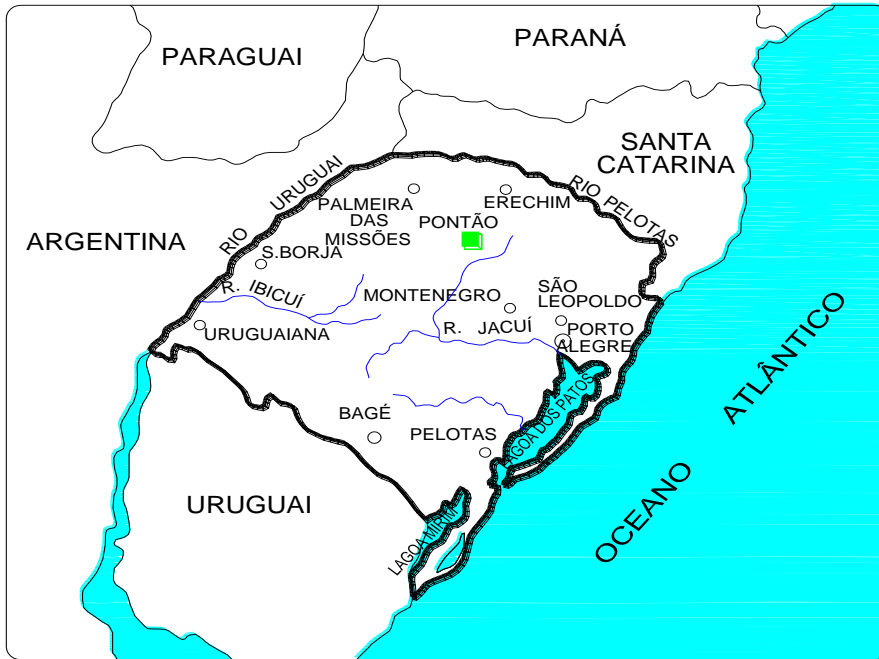 PARAGUAI
PARANÁ
SANTA
CATARINA
ARGENTINA
RIO URUGUAI
RIO PELOTAS
PALMEIRA
DAS
MISSÕES
PONTÃO
ERECHIM
S.BORJA
R. IBICUÍ
URUGUAIANA
MONTENEGRO
SÃO
LEOPOLDO
R. JACUÍ
PORTO
ALEGRE
BAGÉ
PELOTAS
LAGOA DOS PATOS
LAGOA MIRIM
URUGUAI
OCEANO ATLÂNTICO